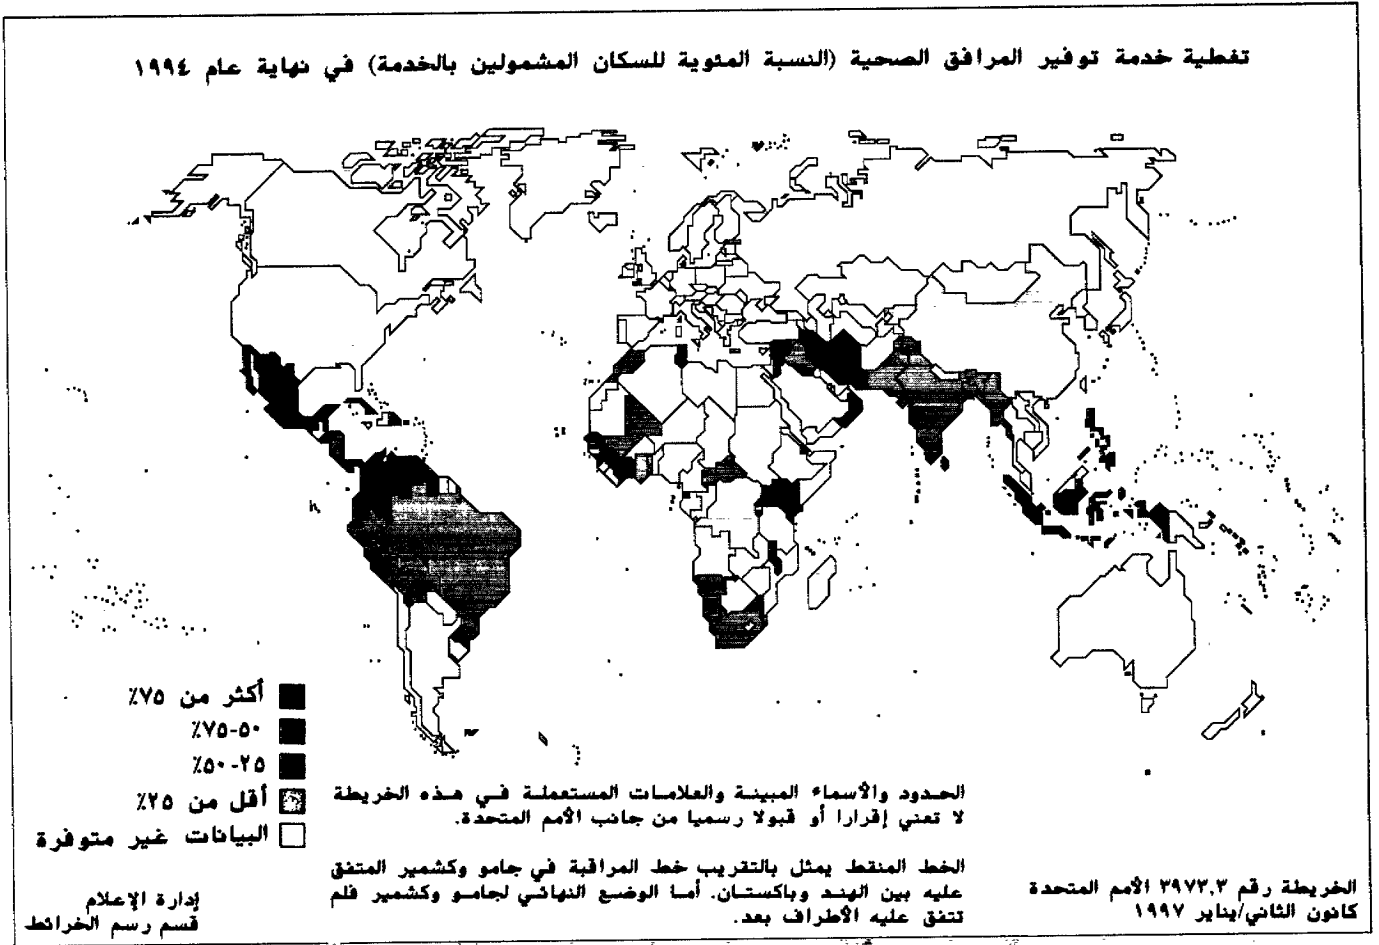 تغطية خدمة توفير المرافق الصحية (النسبة المئوية للسكان المشمولين بالخدمة) في نهاية عام ١٩٩٤
أكثر من ٧٥٪
٥٠-٧٥٪
٢٥-٥٠٪
أقل من ٢٥٪
البيانات غير متوفرة
الحدود والأسماء المبينة والعلامات المستعملة في هذه الخريطة
لا تعني إقرارا أو قبولا رسميا من جانب الأمم المتحدة.
الخط المنقط يمثل بالتقريب خط المراقبة في جامو وكشمير المتفق
عليه بين الهند وباكستان. أما الوضع النهائي لجامو وكشمير فلم
تتفق عليه الأطراف بعد.
الخريطة رقم ٣٩٧٣,٣ الأمم المتحدة
كانون الثاني/يناير ١٩٩٧
إدارة الإعلام
قسم رسم الخرائط